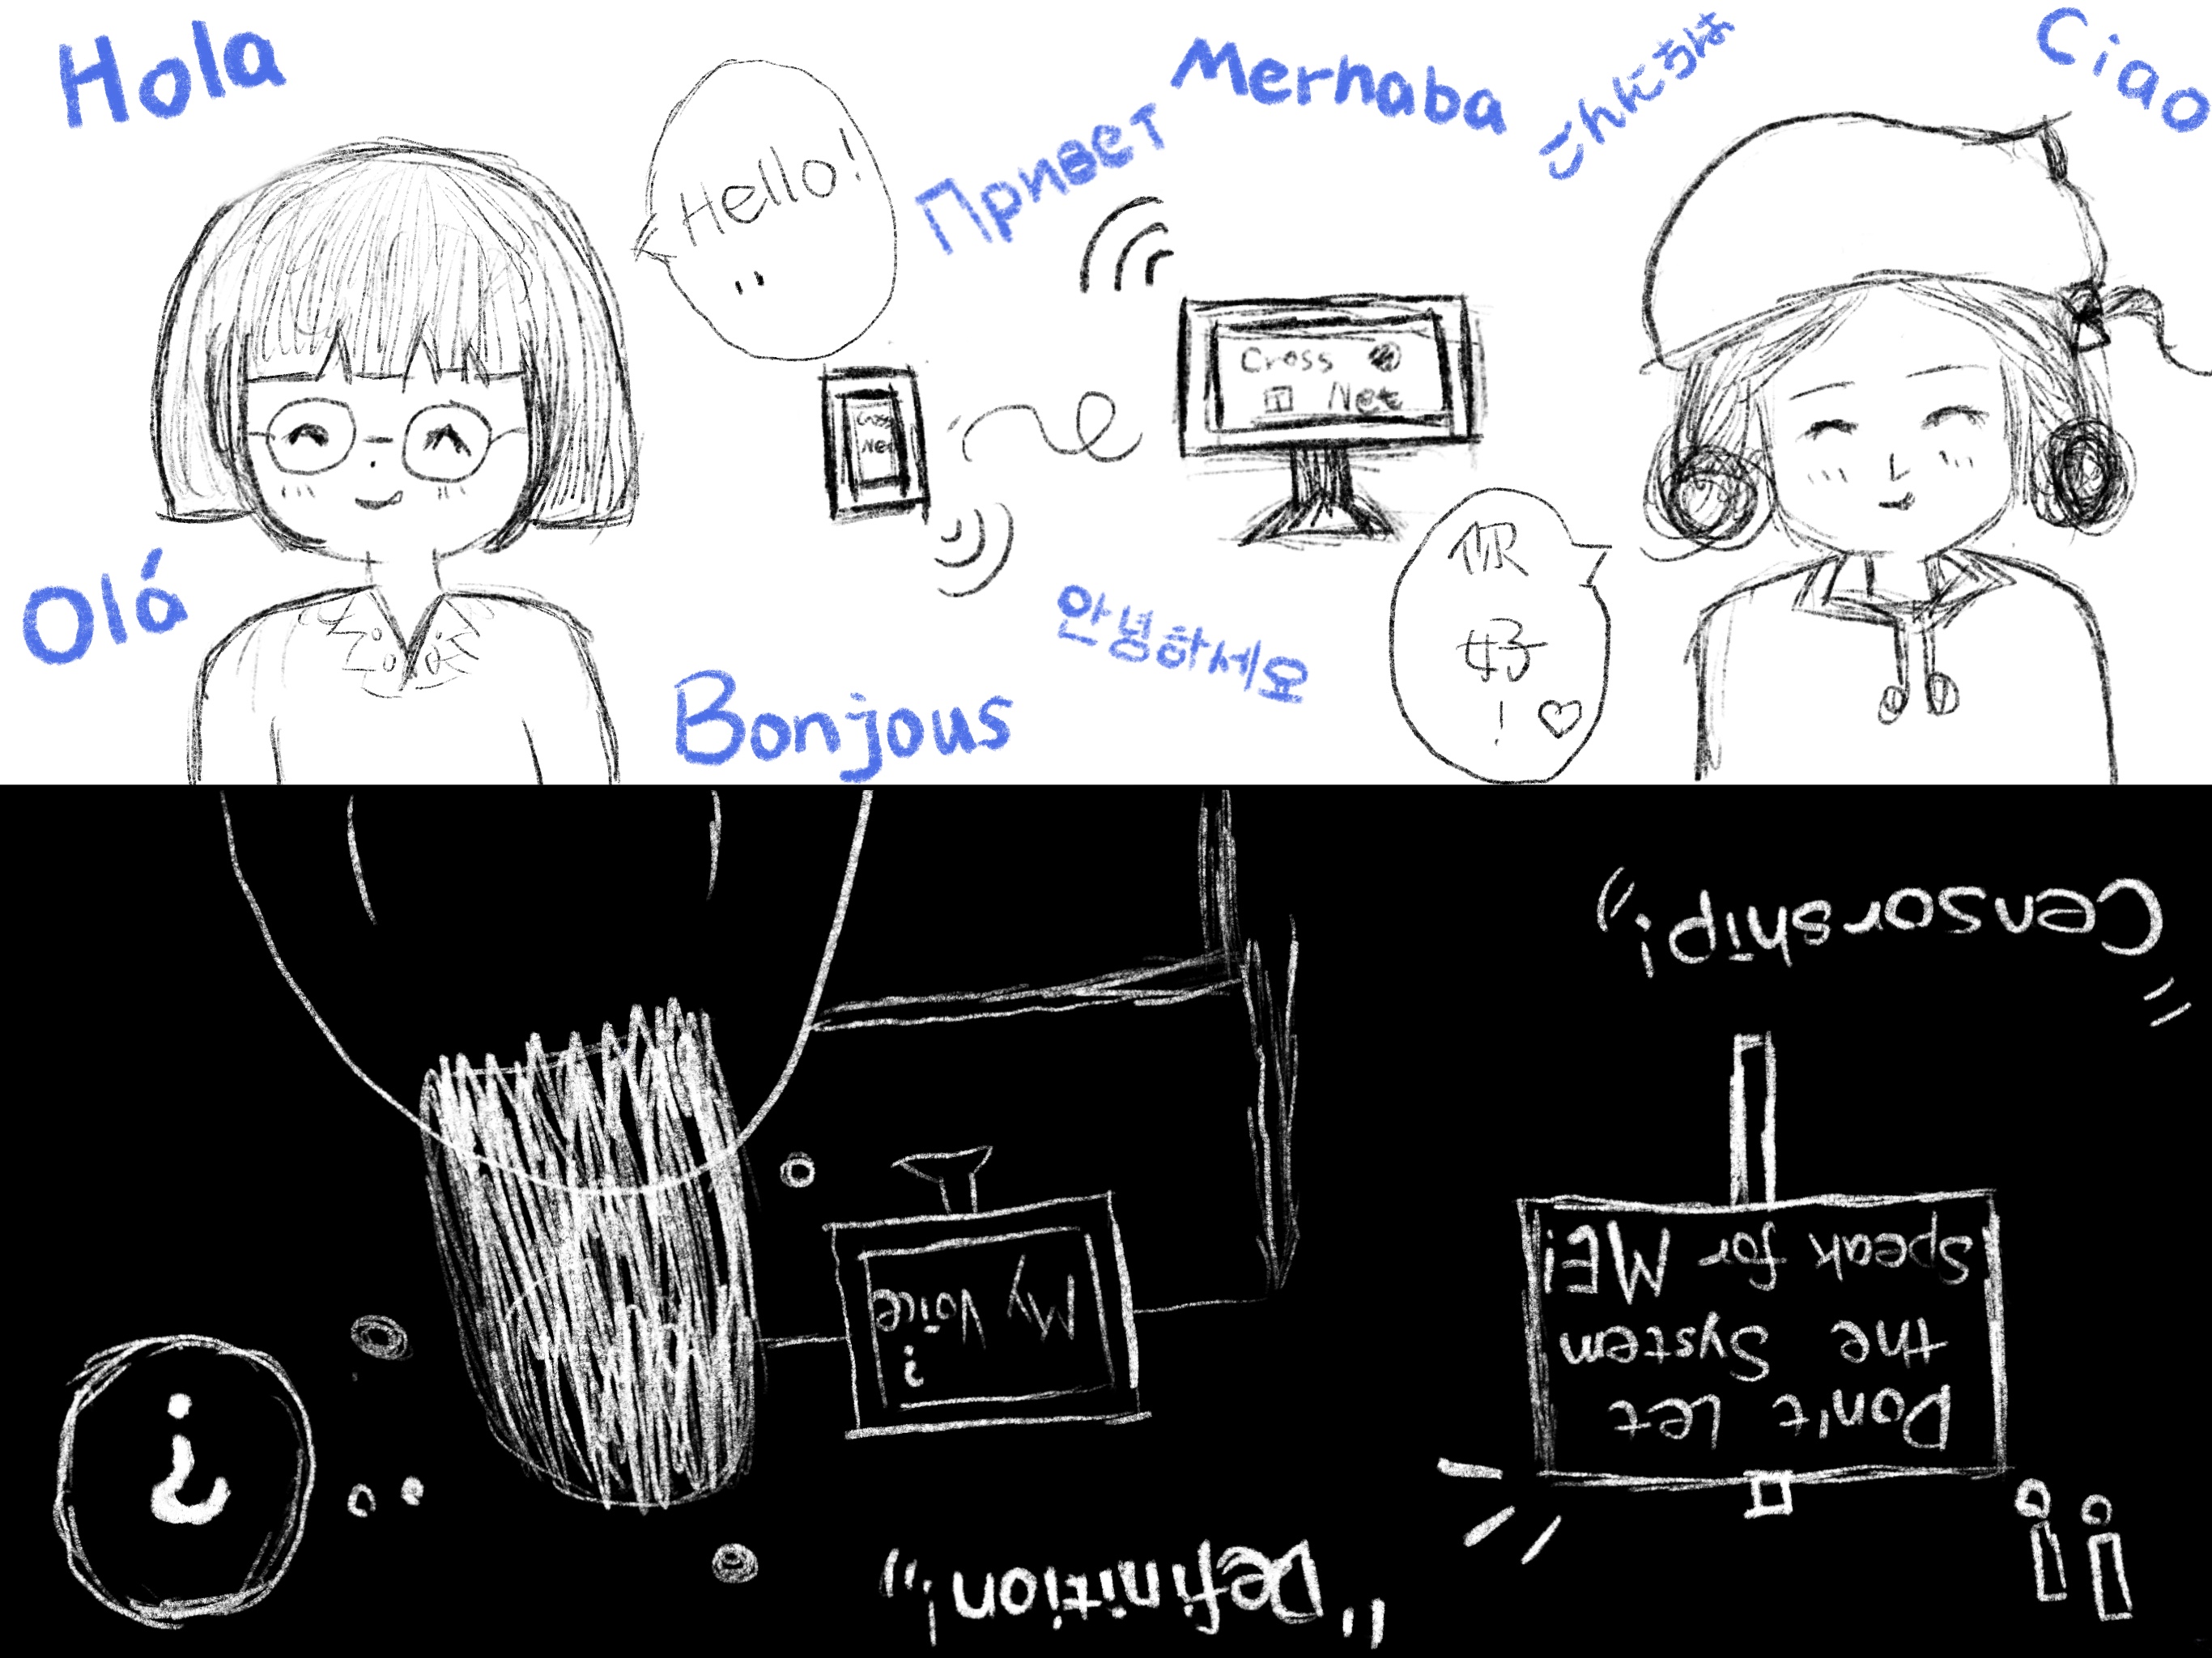 Hola
Hello!
Привет
Mernaba
こんにちは
Ciao
Cross
Net
Cross
Net
你
好
!
Olá
안녕하세요
Bonjous
"Definition!"
Don't Let
the System
Speak for ME!
?
My Voice
?
"Censorship!"
!!